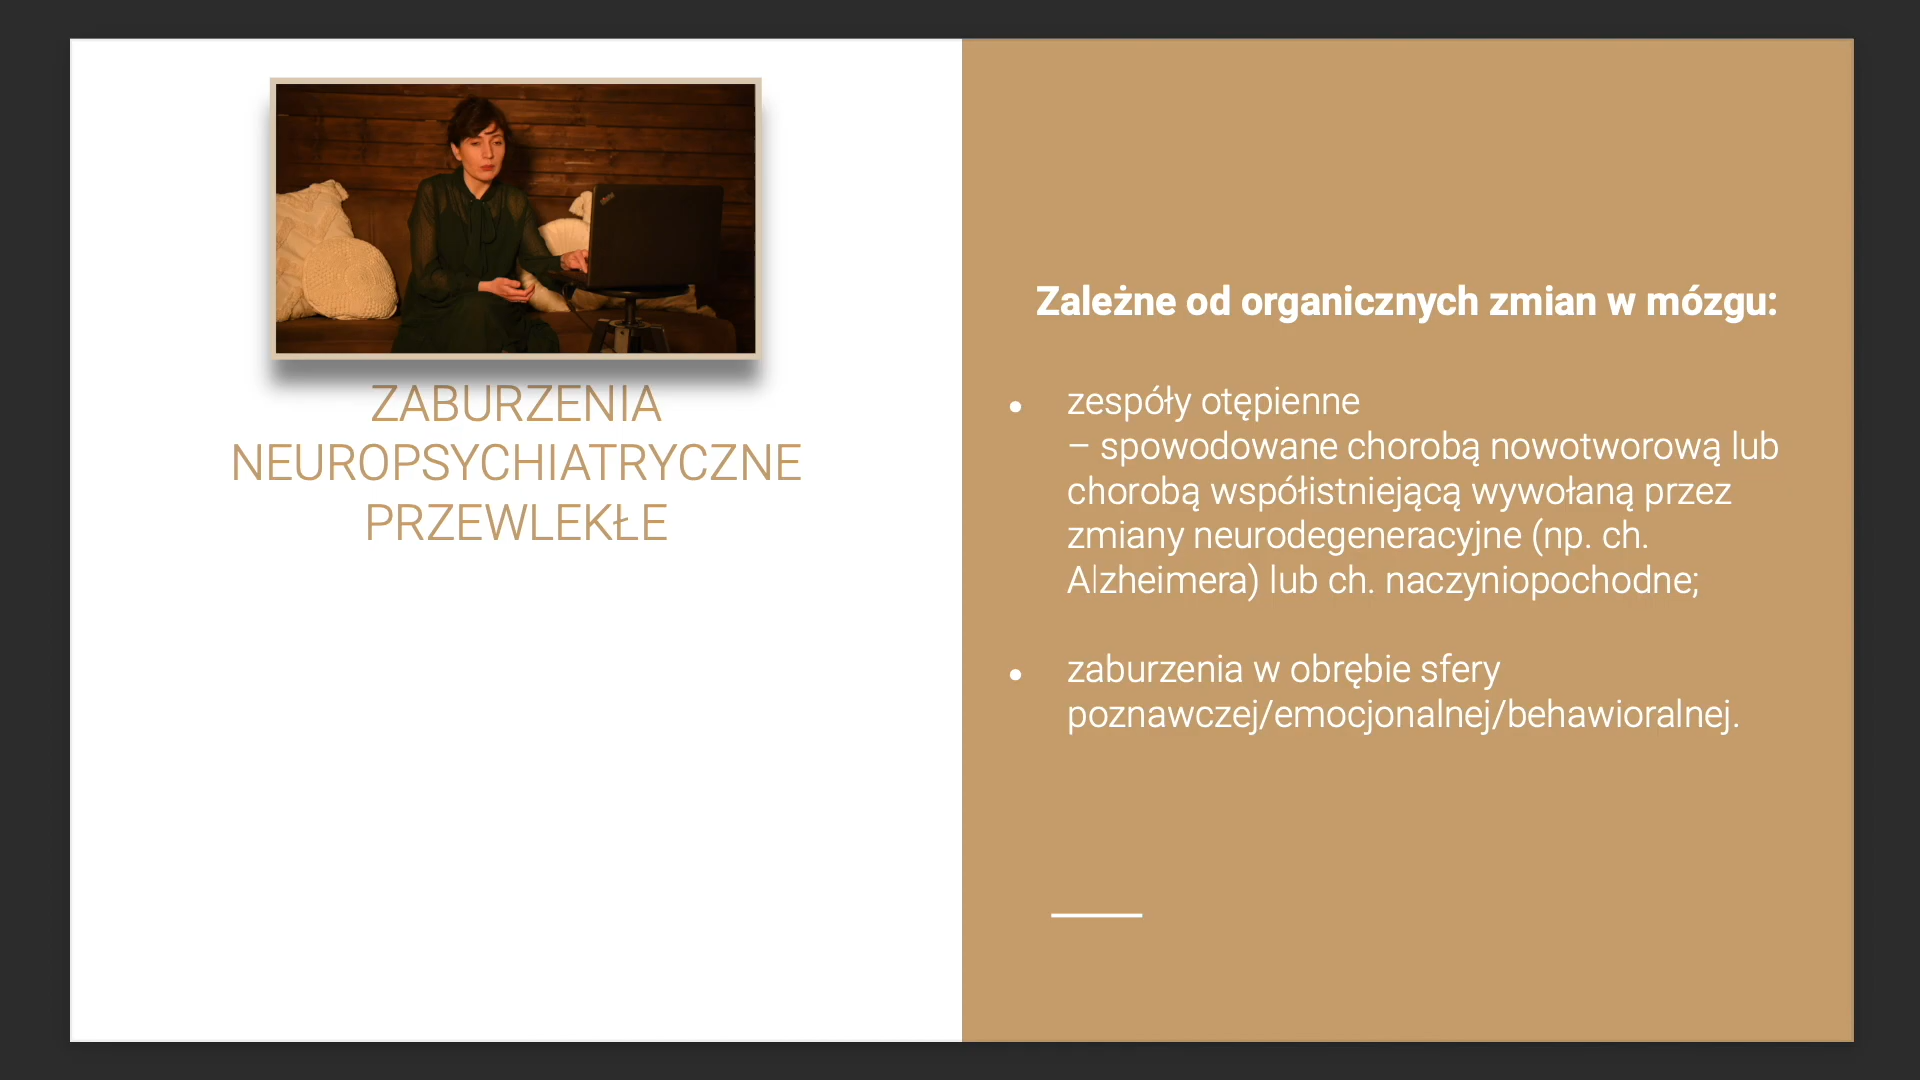 ZABURZENIA
NEUROPSYCHIATRYCZNE
PRZEWLEKŁE
Zależne od organicznych zmian w mózgu:
• zespoły otępienne
– spowodowane chorobą nowotworową lub
chorobą współistniejącą wywołaną przez
zmiany neurodegeneracyjne (np. ch.
Alzheimera) lub ch. naczyniopochodne;
• zaburzenia w obrębie sfery
poznawczej/emocjonalnej/behawioralnej.